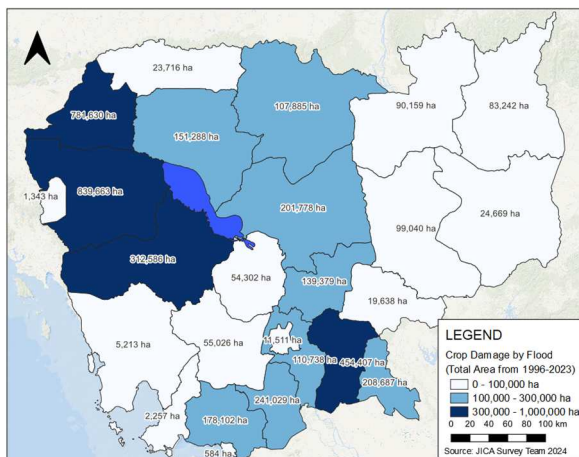 23,716 ha
107,885 ha
90,159 ha
83,242 ha
781,630 ha
151,288 ha
1,343 ha
839,663 ha
201,778 ha
24,669 ha
99,040 ha
312,586 ha
54,302 ha
139,379 ha
19,638 ha
5,213 ha
55,026 ha
11,511 ha
110,738 ha
454,407 ha
208,687 ha
2,257 ha
178,102 ha
241,029 ha
584 ha
LEGEND
Crop Damage by Flood
(Total Area from 1996-2023)
0 - 100,000 ha
100,000 - 300,000 ha
300,000 - 1,000,000 ha
0 20 40 60 80 100 km
Source: JICA Survey Team 2024